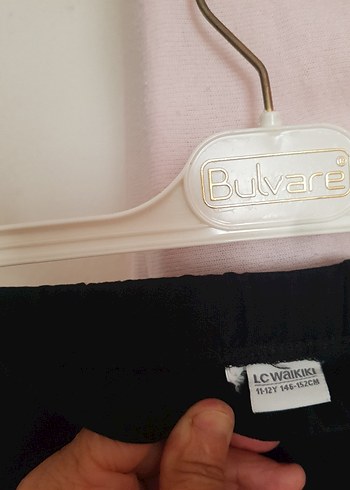 Bulvare®
LC WAIKIKI
11-12Y 146-152CM